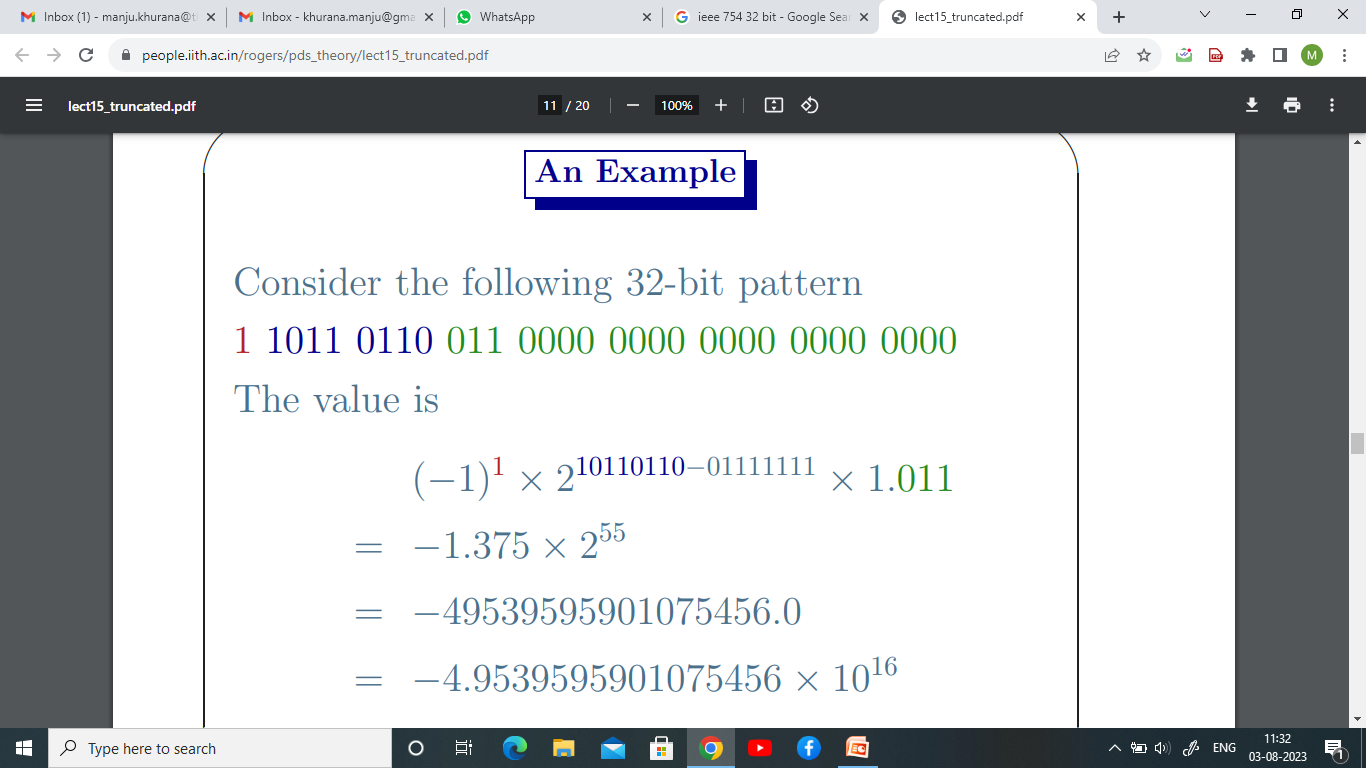 Inbox (1) - manju.khurana@t
Inbox - khurana.manju@gma
WhatsApp
ieee 754 32 bit - Google Sear
lect15_truncated.pdf
people.iith.ac.in/rogers/pds_theory/lect15_truncated.pdf
M
lect15_truncated.pdf
11 / 20
100%
An Example
Consider the following 32-bit pattern
1 1011 0110 011 0000 0000 0000 0000 0000
The value is
(−1)^1 × 2^10110110−01111111 × 1.011
= −1.375 × 2^55
= −49539595901075456.0
= −4.9539595901075456 × 10^16
Type here to search
ENG
11:32
03-08-2023
1